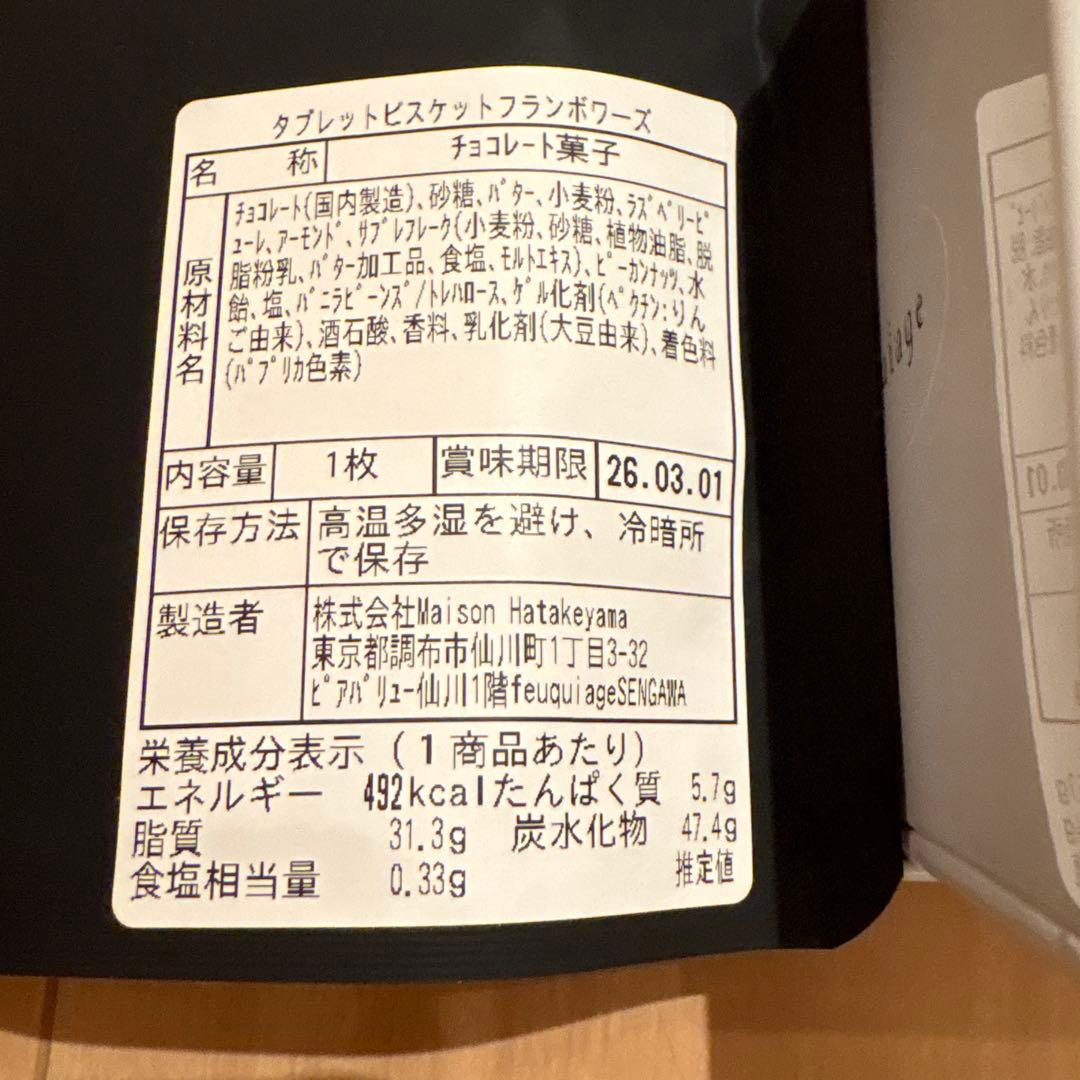 タブレットビスケットフランボワーズ
名称 チョコレート菓子
原材料名
チョコレート(国内製造)、砂糖、バター、小麦粉、ラズベリーピ
ューレ、アーモンド、サブレフレーク(小麦粉、砂糖、植物油脂、脱
脂粉乳、バター加工品、食塩、モルトエキス)、ピーカンナッツ、水
飴、塩、バニラビーンズ/トレハロース、ゲル化剤(ペクチン:りん
ご由来)、酒石酸、香料、乳化剤(大豆由来)、着色料
(パプリカ色素)
内容量 1枚 賞味期限 26.03.01
保存方法 高温多湿を避け、冷暗所
で保存
製造者 株式会社Maison Hatakeyama
東京都調布市仙川町1丁目3-32
ピアパリュー仙川1階feuquiageSENGAWA
栄養成分表示(1商品あたり)
エネルギー 492kcal たんぱく質 5.7g
脂質 31.3g 炭水化物 47.4g
食塩相当量 0.33g 推定値